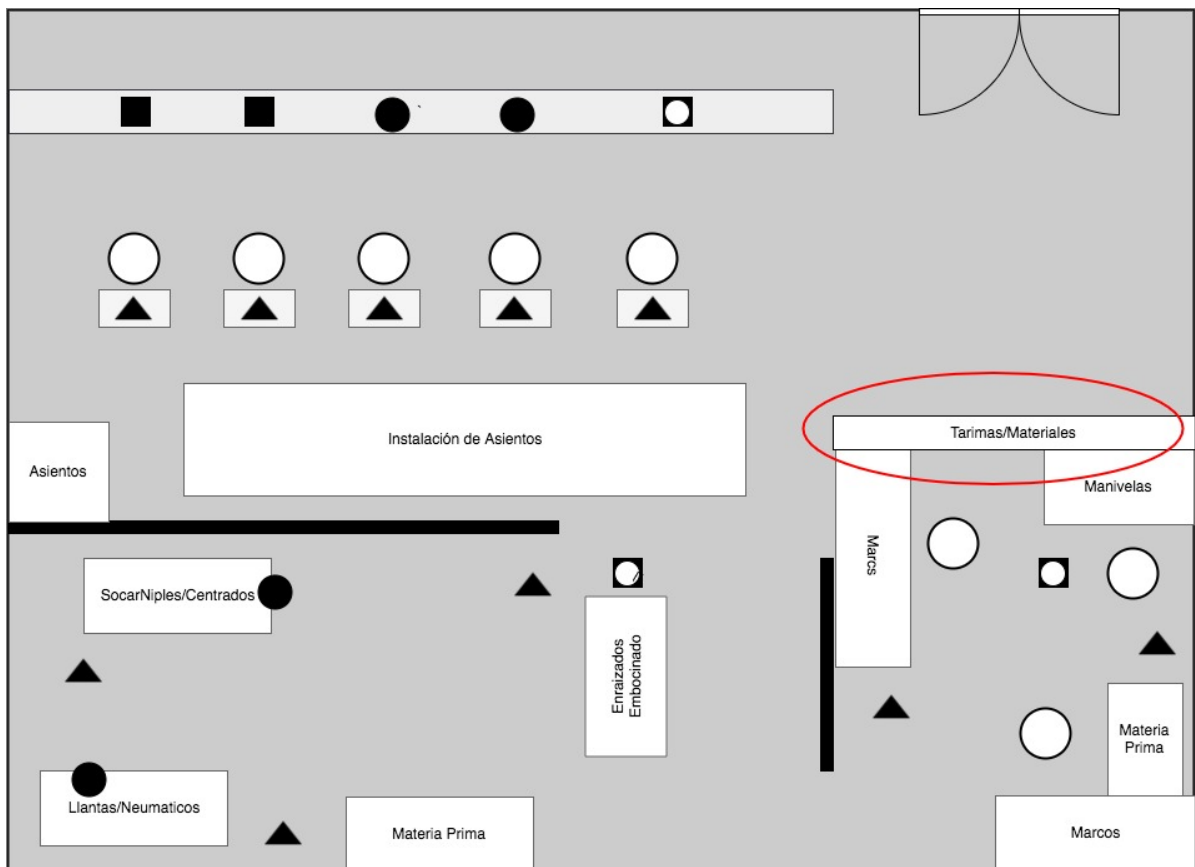 Instalación de Asientos
Tarimas/Materiales
Asientos
Manivelas
Marcs
SocarNiples/Centrados
Enraizados
Embocinado
Materia
Prima
Llantas/Neumaticos
Materia Prima
Marcos